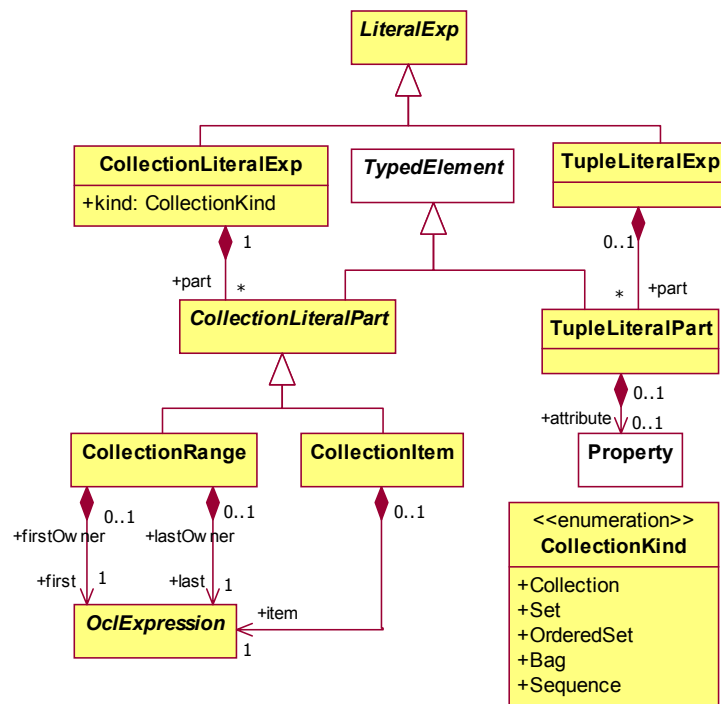 LiteralExp
CollectionLiteralExp
+kind: CollectionKind
TypedElement
TupleLiteralExp
1
0..1
+part
*
*
+part
CollectionLiteralPart
TupleLiteralPart
0..1
+attribute
0..1
CollectionRange
CollectionItem
Property
0..1
0..1
0..1
+firstOwner
+lastOwner
+first
1
+last
1
OclExpression
+item
1
<<enumeration>>
CollectionKind
+Collection
+Set
+OrderedSet
+Bag
+Sequence